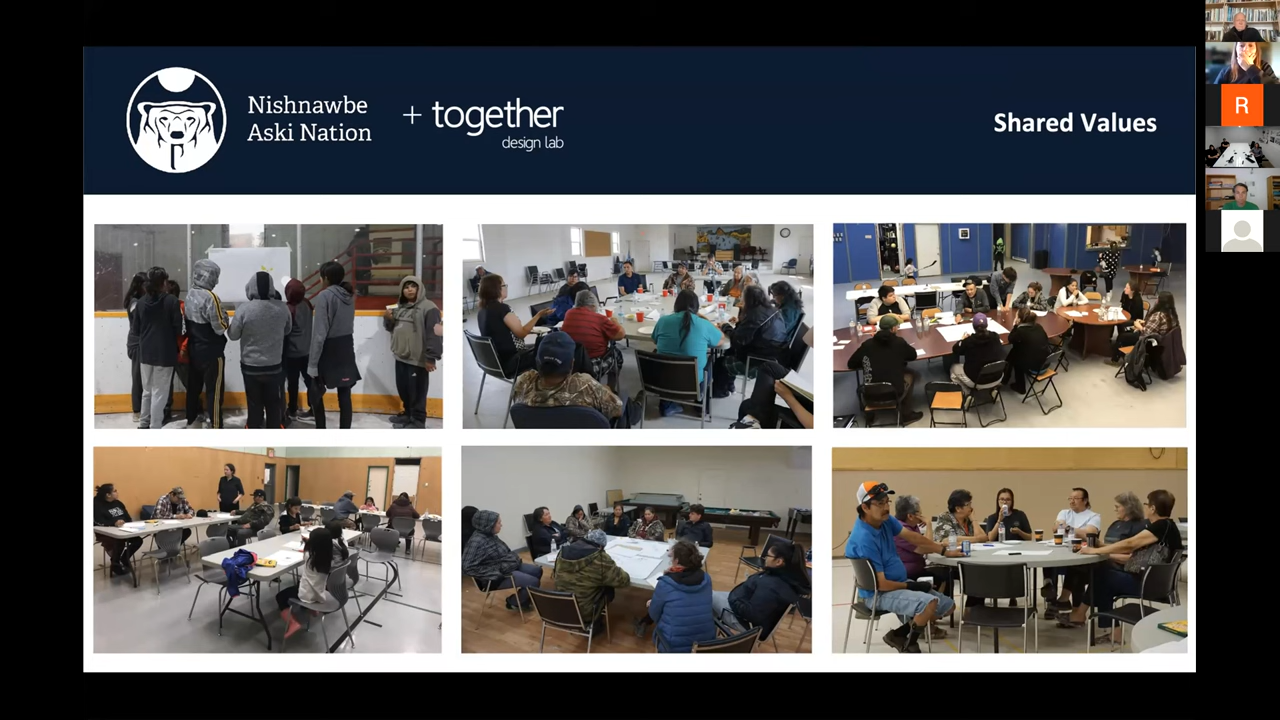 Nishnawbe
Aski Nation
+ together
design lab
Shared Values
R